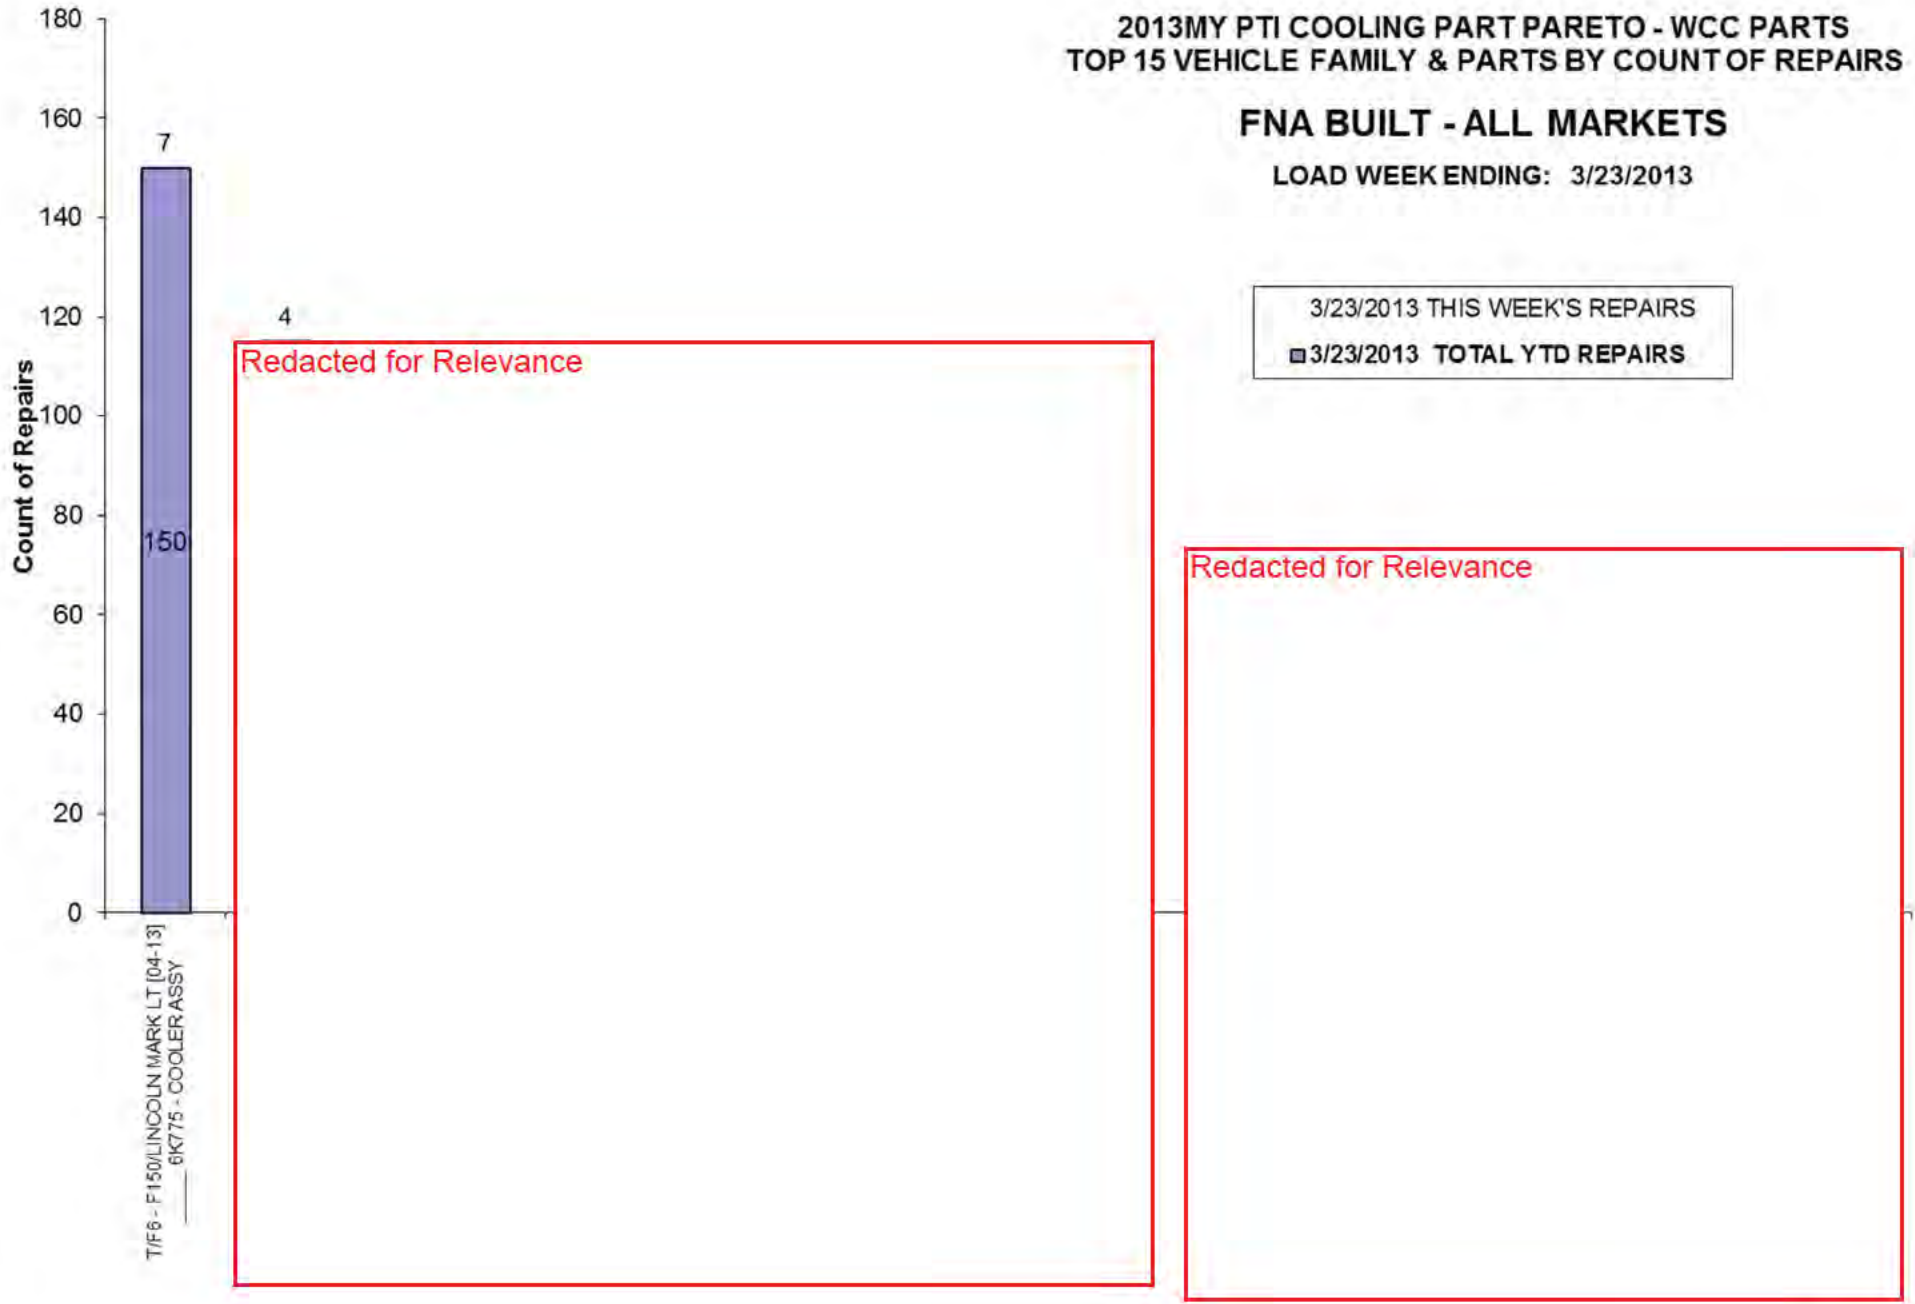 2013MY PTI COOLING PART PARETO - WCC PARTS
TOP 15 VEHICLE FAMILY & PARTS BY COUNT OF REPAIRS
FNA BUILT - ALL MARKETS
LOAD WEEK ENDING: 3/23/2013
3/23/2013 THIS WEEK'S REPAIRS
3/23/2013 TOTAL YTD REPAIRS
Count of Repairs
180
160
140
120
100
80
60
40
20
0
7
150
4
Redacted for Relevance
Redacted for Relevance
T/F6 - F150/LINCOLN MARK LT [04-13]
6K775 - COOLER ASSY